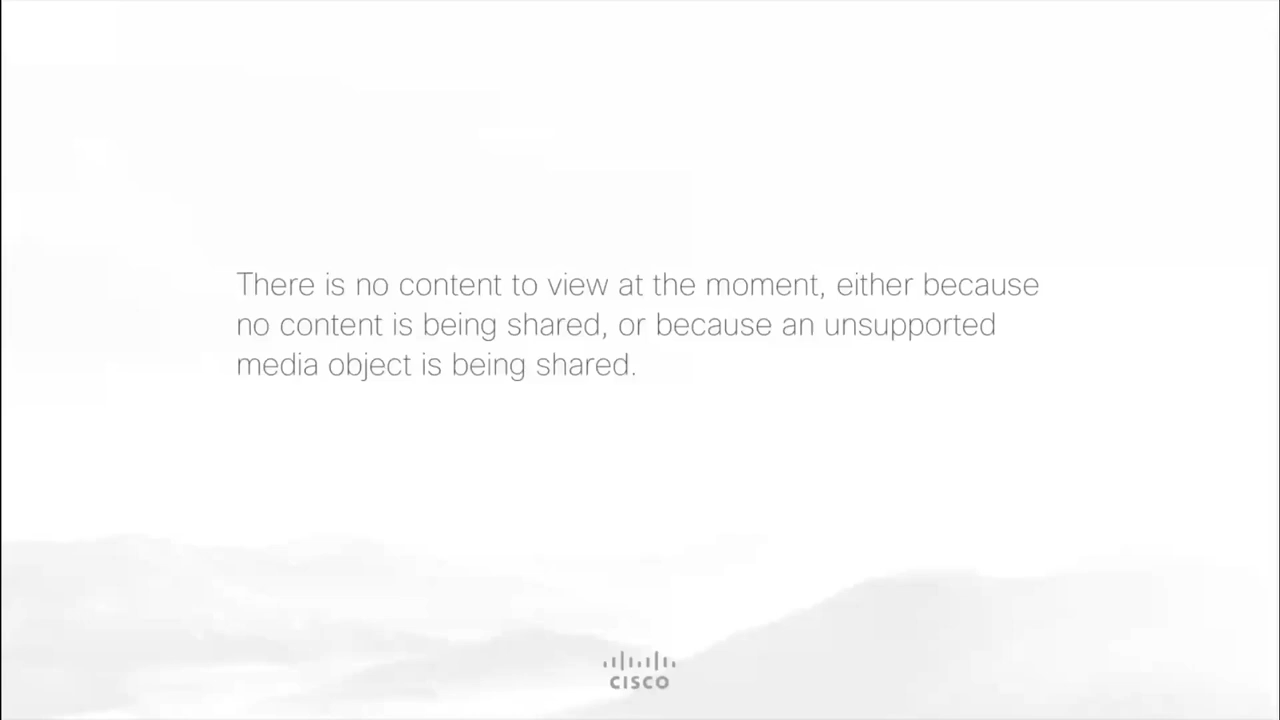 There is no content to view at the moment, either because
no content is being shared, or because an unsupported
media object is being shared.
CISCO